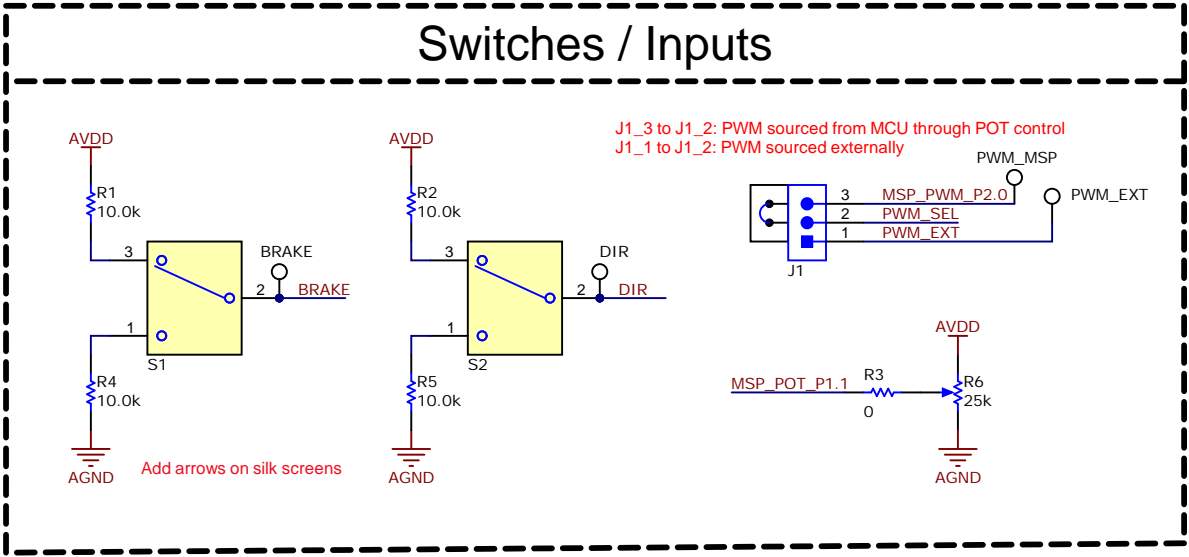 Switches / Inputs
J1_3 to J1_2: PWM sourced from MCU through POT control
J1_1 to J1_2: PWM sourced externally
AVDD
R1
10.0k
3
1
2
S1
BRAKE
BRAKE
R4
10.0k
AGND
Add arrows on silk screens
AVDD
R2
10.0k
3
1
2
S2
DIR
DIR
R5
10.0k
AGND
PWM_MSP
PWM_EXT
3
MSP_PWM_P2.0
2
PWM_SEL
1
PWM_EXT
J1
AVDD
MSP_POT_P1.1
R3
0
R6
25k
AGND